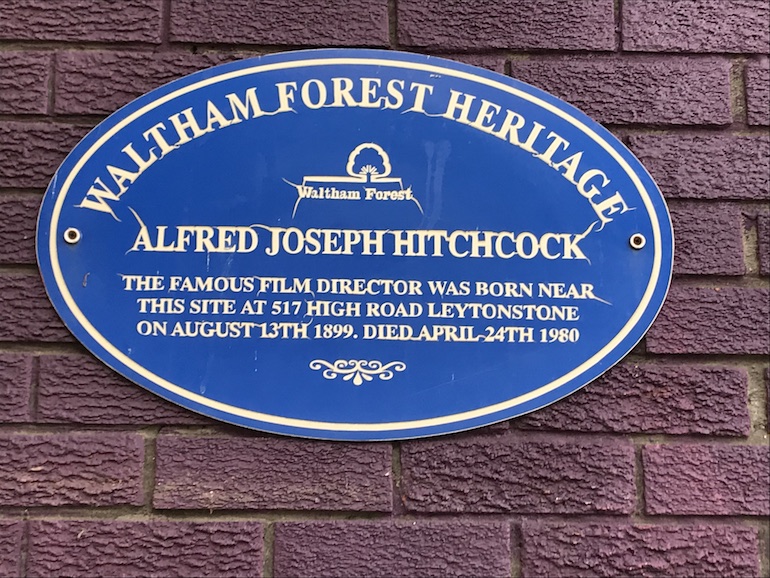 WALTHAM FOREST HERITAGE
Waltham Forest
ALFRED JOSEPH HITCHCOCK
THE FAMOUS FILM DIRECTOR WAS BORN NEAR
THIS SITE AT 517 HIGH ROAD LEYTONSTONE
ON AUGUST 13TH 1899. DIED APRIL 24TH 1980